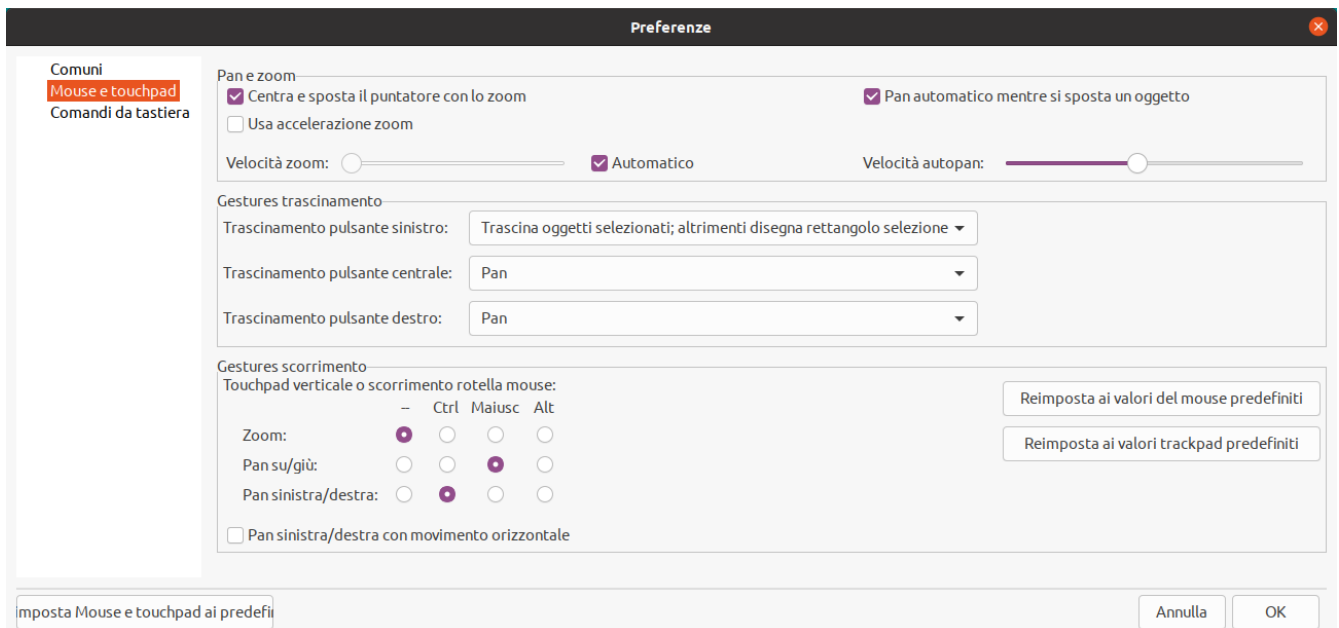 Preferenze
Comuni
Mouse e touchpad
Comandi da tastiera
Pan e zoom
Centra e sposta il puntatore con lo zoom
Pan automatico mentre si sposta un oggetto
Usa accelerazione zoom
Velocità zoom:
Automatico
Velocità autopan:
Gestures trascinamento
Trascinamento pulsante sinistro:
Trascina oggetti selezionati; altrimenti disegna rettangolo selezione
Trascinamento pulsante centrale:
Pan
Trascinamento pulsante destro:
Pan
Gestures scorrimento
Touchpad verticale o scorrimento rotella mouse:
-- Ctrl Maiusc Alt
Zoom:
Pan su/giù:
Pan sinistra/destra:
Pan sinistra/destra con movimento orizzontale
Reimposta ai valori del mouse predefiniti
Reimposta ai valori trackpad predefiniti
imposta Mouse e touchpad ai predefi
Annulla
OK